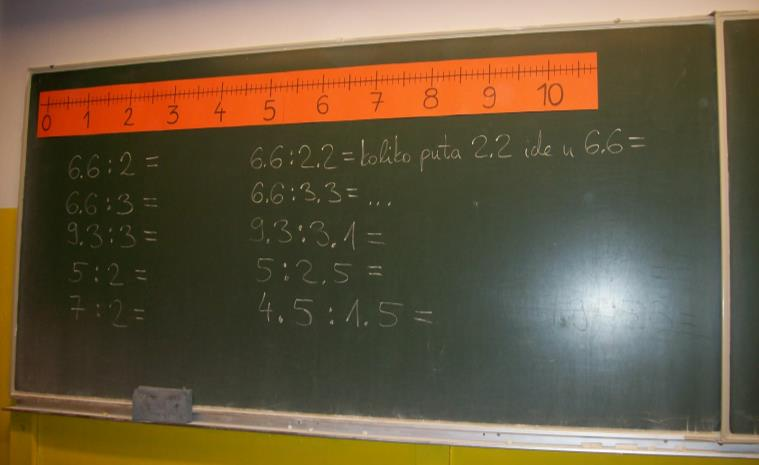 0 1 2 3 4 5 6 7 8 9 10
6.6 : 2 =
6.6 : 3 =
9.3 : 3 =
5 : 2 =
7 : 2 =
6.6 : 2.2 = koliko puta 2.2 ide u 6.6 =
6.6 : 3.3 = ...
9.3 : 3.1 =
5 : 2.5 =
4.5 : 1.5 =